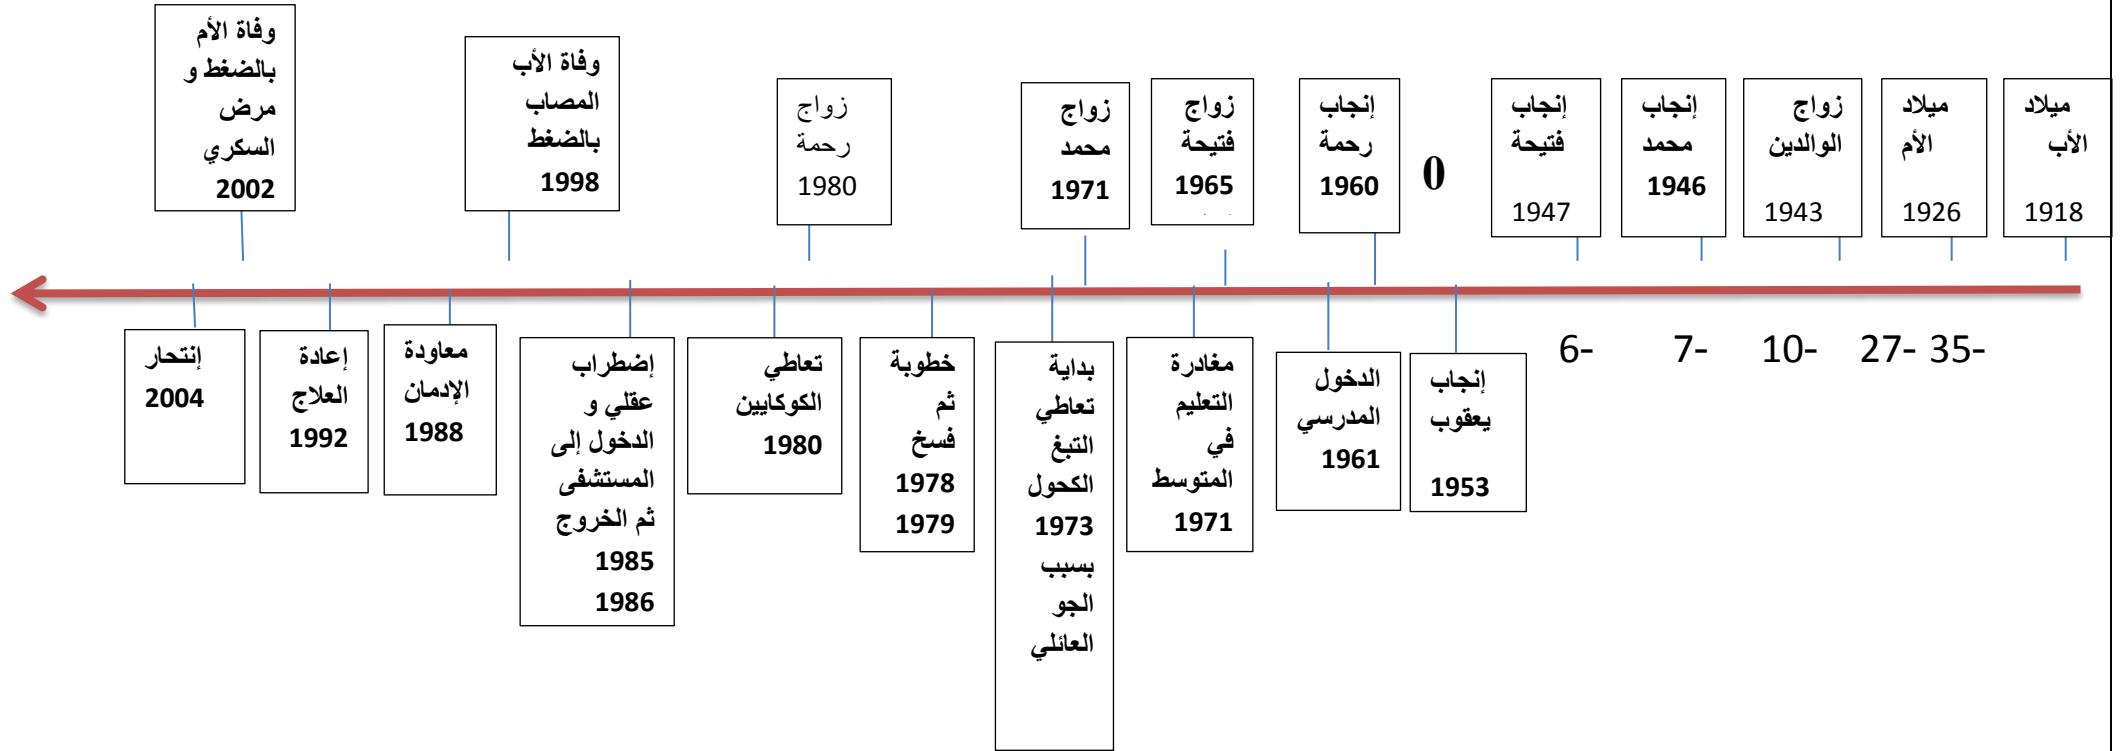 ميلاد
الأب
1918
ميلاد
الأم
1926
زواج
الوالدين
1943
إنجاب
محمد
1946
إنجاب
فتيحة
1947
0
إنجاب
رحمة
1960
زواج
فتيحة
1965
زواج
محمد
1971
زواج
رحمة
1980
وفاة الأب
المصاب
بالضغط
1998
وفاة الأم
بالضغط و
مرض
السكري
2002
35-
27-
10-
7-
6-
إنجاب
يعقوب
1953
الدخول
المدرسي
1961
مغادرة
التعليم
في
المتوسط
1971
بداية
تعاطي
التبغ
الكحول
1973
بسبب
الجو
العائلي
خطوبة
ثم
فسخ
1978
1979
تعاطي
الكوكايين
1980
إضطراب
عقلي و
الدخول إلى
المستشفى
ثم الخروج
1985
1986
معاودة
الإدمان
1988
إعادة
العلاج
1992
إنتحار
2004